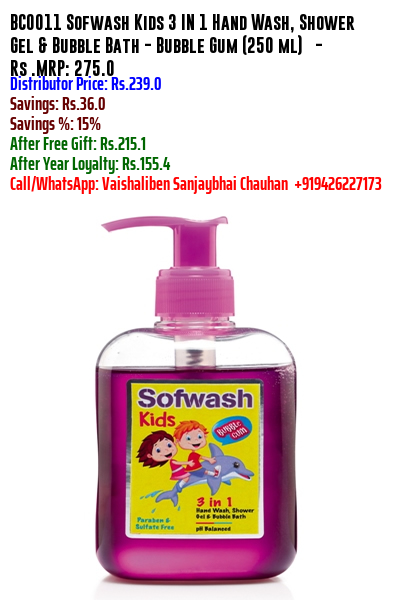 BC0011 Sofwash Kids 3 IN 1 Hand Wash, Shower
Gel & Bubble Bath - Bubble Gum (250 ml) -
Rs .MRP: 275.0
Distributor Price: Rs.239.0
Savings: Rs.36.0
Savings %: 15%
After Free Gift: Rs.215.1
After Year Loyalty: Rs.155.4
Call/WhatsApp: Vaishaliben Sanjaybhai Chauhan +919426227173
Sofwash
Kids
BUBBLE
GUM
3 in 1
Hand Wash, Shower
Gel & Bubble Bath
Paraben &
Sulfate Free
pH Balanced